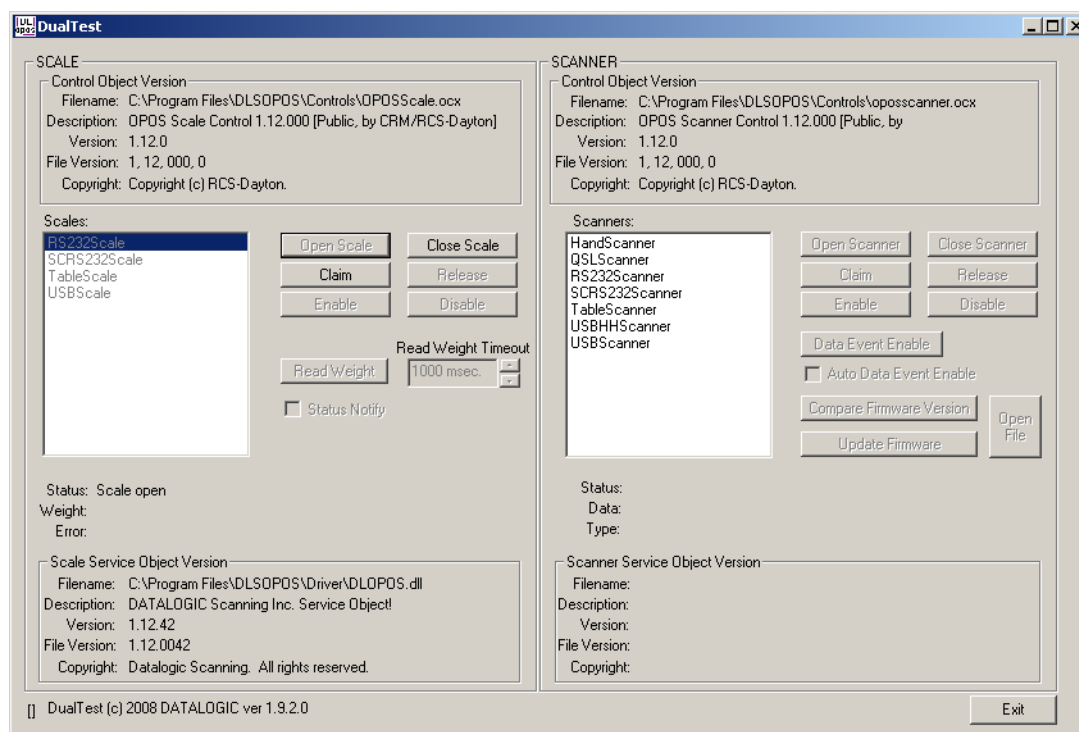 UL
opos
DualTest
SCALE
Control Object Version
Filename: C:\Program Files\DLSOPOS\Controls\OPOSScale.ocx
Description: OPOS Scale Control 1.12.000 [Public, by CRM/RCS-Dayton]
Version: 1.12.0
File Version: 1, 12, 000, 0
Copyright: Copyright (c) RCS-Dayton.
Scales:
RS232Scale
SCRS232Scale
TableScale
USBScale
Open Scale
Close Scale
Claim
Release
Enable
Disable
Read Weight Timeout
Read Weight
1000 msec.
Status Notify
Status: Scale open
Weight:
Error:
Scale Service Object Version
Filename: C:\Program Files\DLSOPOS\Driver\DLOPOS.dll
Description: DATALOGIC Scanning Inc. Service Object!
Version: 1.12.42
File Version: 1.12.0042
Copyright: Datalogic Scanning. All rights reserved.
SCANNER
Control Object Version
Filename: C:\Program Files\DLSOPOS\Controls\oposscanner.ocx
Description: OPOS Scanner Control 1.12.000 [Public, by
Version: 1.12.0
File Version: 1, 12, 000, 0
Copyright: Copyright (c) RCS-Dayton.
Scanners:
HandScanner
QSLScanner
RS232Scanner
SCRS232Scanner
TableScanner
USBHHScanner
USBScanner
Open Scanner
Close Scanner
Claim
Release
Enable
Disable
Data Event Enable
Auto Data Event Enable
Compare Firmware Version
Update Firmware
Open
File
Status:
Data:
Type:
Scanner Service Object Version
Filename:
Description:
Version:
File Version:
Copyright:
[] DualTest (c) 2008 DATALOGIC ver 1.9.2.0
Exit